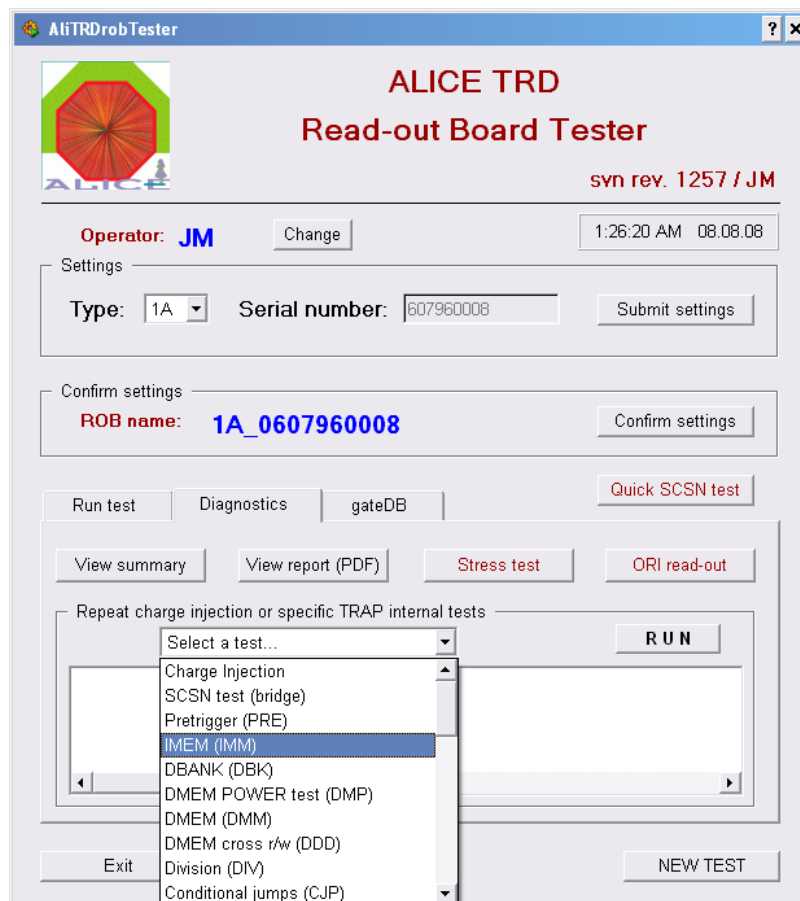 AliTRDrobTester
?
ALICE
ALICE TRD
Read-out Board Tester
svn rev. 1257 / JM
Operator: JM Change 1:26:20 AM 08.08.08
Settings
Type: 1A Serial number: 607960008 Submit settings
Confirm settings
ROB name: 1A_0607960008 Confirm settings
Quick SCSN test
Run test Diagnostics gateDB
View summary View report (PDF) Stress test ORI read-out
Repeat charge injection or specific TRAP internal tests
Select a test... R U N
Charge Injection
SCSN test (bridge)
Pretrigger (PRE)
IMEM (IMM)
DBANK (DBK)
DMEM POWER test (DMP)
DMEM (DMM)
DMEM cross r/w (DDD)
Division (DIV)
Conditional jumps (CJP)
Exit NEW TEST